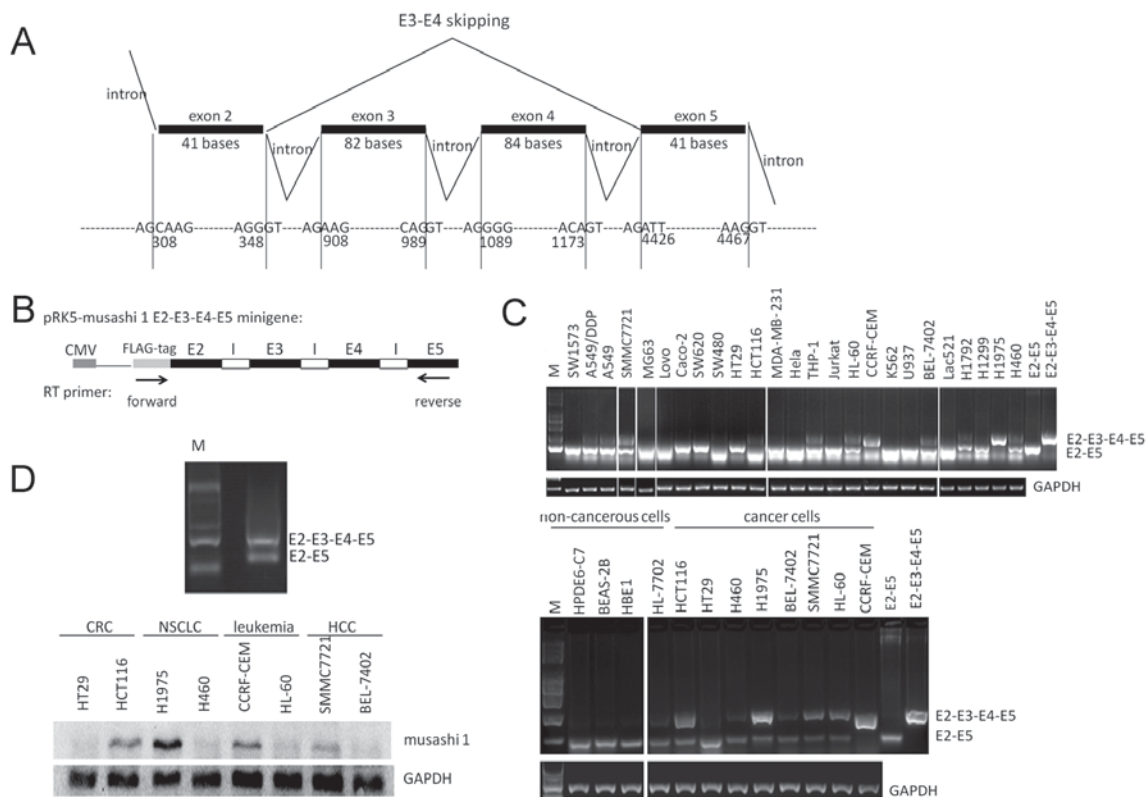 A
E3-E4 skipping
intron
exon 2
exon 3
exon 4
exon 5
41 bases
82 bases
84 bases
41 bases
intron
intron
intron
intron
----------AGCAAG-------AGGGT---AGAAG--------CAGGT---AGGGG-------ACAGT---AGATT---------AAGGT----------
308
348
908
989
1089
1173
4426
4467
B
pRK5-musashi 1 E2-E3-E4-E5 minigene:
CMV
FLAG-tag
E2
I
E3
I
E4
I
E5
RT primer:
forward
reverse
C
M
SW1573
A549/DDP
A549
SMMC7721
MG63
Lovo
Caco-2
SW620
SW480
HT29
HCT116
MDA-MB-231
Hela
THP-1
Jurkat
HL-60
CCRF-CEM
K562
U937
BEL-7402
Lac521
H1792
H1299
H1975
H460
E2-E5
E2-E3-E4-E5
E2-E3-E4-E5
E2-E5
GAPDH
non-cancerous cells
cancer cells
M
HPDE6-C7
BEAS-2B
HBE1
HL-7702
HCT116
HT29
H460
H1975
BEL-7402
SMMC7721
HL-60
CCRF-CEM
E2-E5
E2-E3-E4-E5
E2-E3-E4-E5
E2-E5
GAPDH
D
M
E2-E3-E4-E5
E2-E5
CRC
NSCLC
leukemia
HCC
HT29
HCT116
H1975
H460
CCRF-CEM
HL-60
SMMC7721
BEL-7402
musashi 1
GAPDH